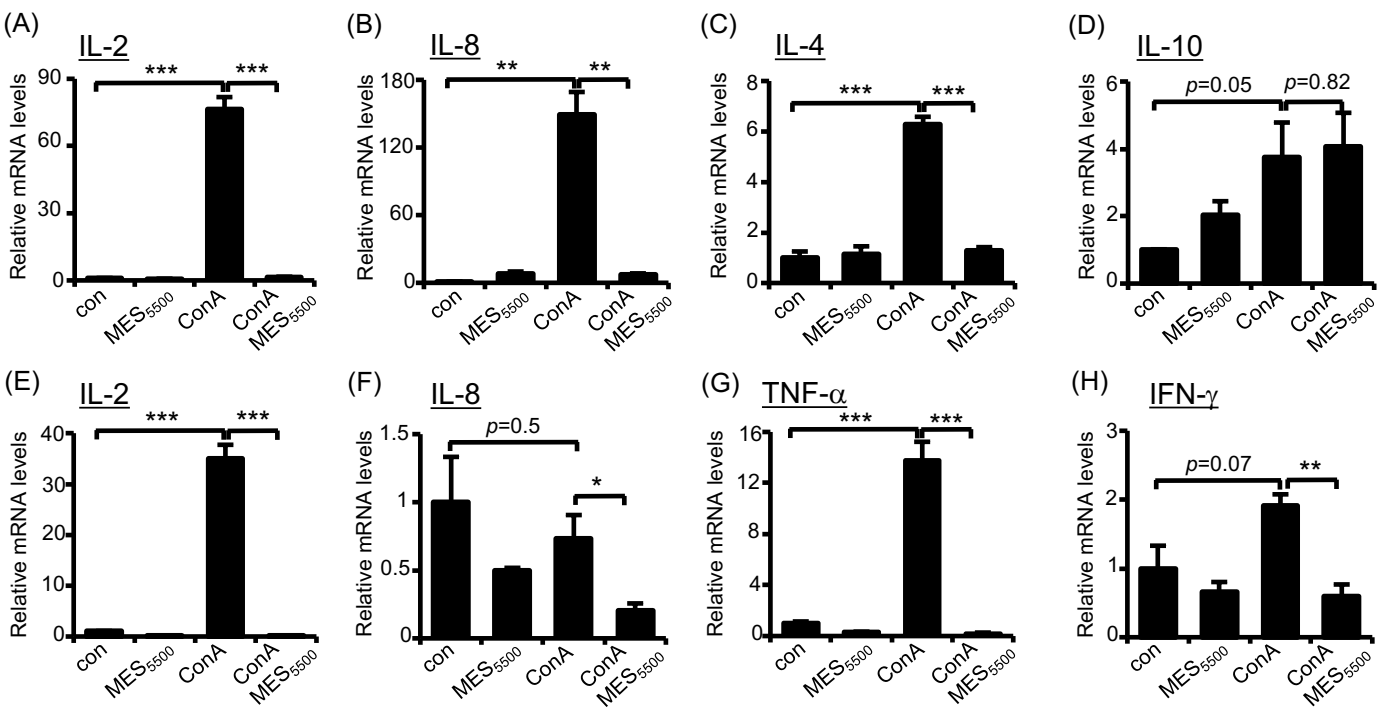 (A)
IL-2
Relative mRNA levels
90
60
30
0
***
***
con
MES5500
ConA
ConA
MES5500
(B)
IL-8
Relative mRNA levels
180
120
60
0
**
**
con
MES5500
ConA
ConA
MES5500
(C)
IL-4
Relative mRNA levels
8
6
4
2
0
***
***
con
MES5500
ConA
ConA
MES5500
(D)
IL-10
Relative mRNA levels
6
4
2
0
p=0.05
p=0.82
con
MES5500
ConA
ConA
MES5500
(E)
IL-2
Relative mRNA levels
40
30
20
10
0
***
***
con
MES5500
ConA
ConA
MES5500
(F)
IL-8
Relative mRNA levels
1.5
1
0.5
0
p=0.5
*
con
MES5500
ConA
ConA
MES5500
(G)
TNF-α
Relative mRNA levels
16
12
8
4
0
***
***
con
MES5500
ConA
ConA
MES5500
(H)
IFN-γ
Relative mRNA levels
3
2
1
0
p=0.07
**
con
MES5500
ConA
ConA
MES5500